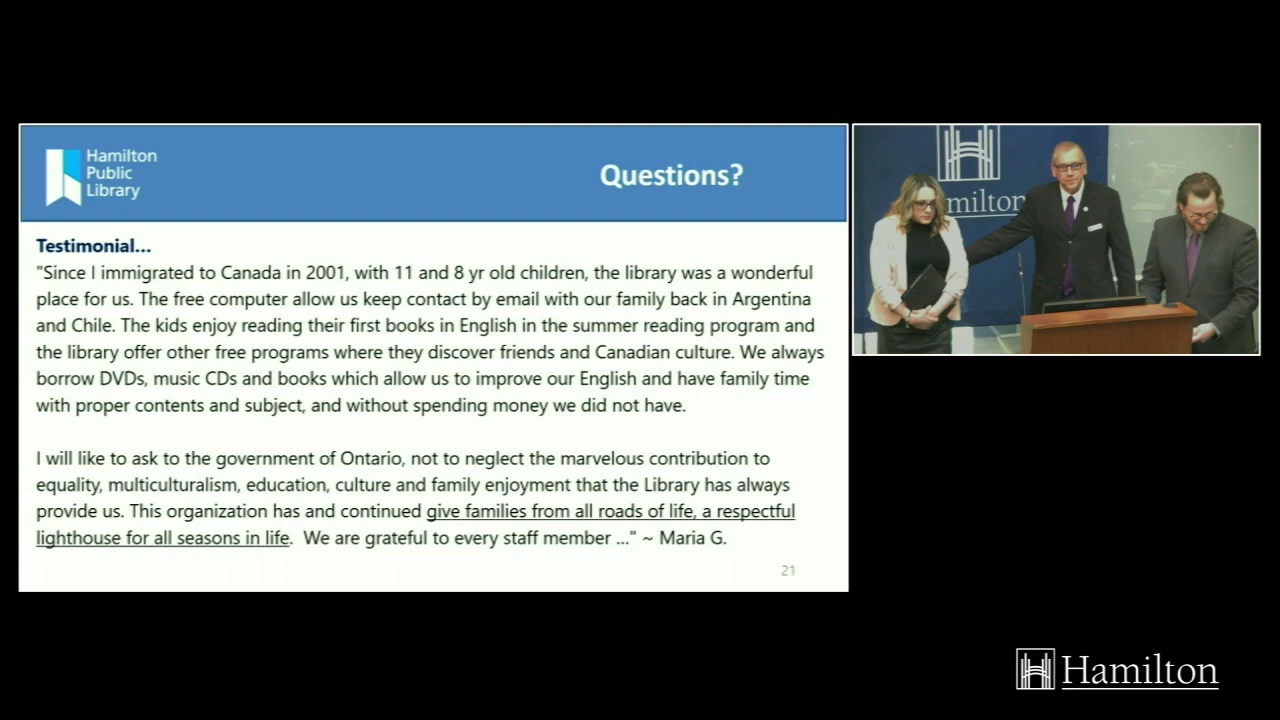 Hamilton
Public
Library
Questions?
Testimonial...
"Since I immigrated to Canada in 2001, with 11 and 8 yr old children, the library was a wonderful
place for us. The free computer allow us keep contact by email with our family back in Argentina
and Chile. The kids enjoy reading their first books in English in the summer reading program and
the library offer other free programs where they discover friends and Canadian culture. We always
borrow DVDs, music CDs and books which allow us to improve our English and have family time
with proper contents and subject, and without spending money we did not have.
I will like to ask to the government of Ontario, not to neglect the marvelous contribution to
equality, multiculturalism, education, culture and family enjoyment that the Library has always
provide us. This organization has and continued give families from all roads of life, a respectful
lighthouse for all seasons in life.  We are grateful to every staff member ..." ~ Maria G.
21
milton
Hamilton